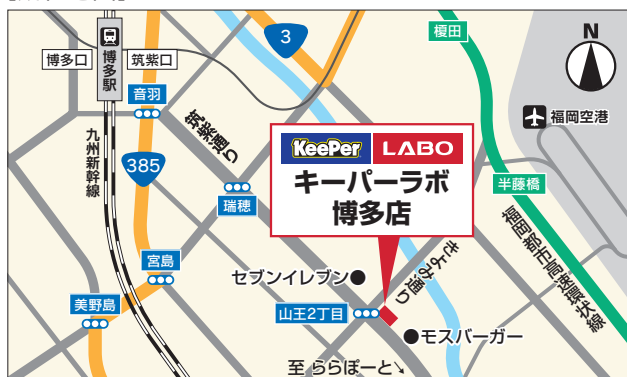 3
榎田
N
博多口
博多駅
筑紫口
音羽
福岡空港
筑紫通り
九州新幹線
385
KeePer LABO
キーパーラボ
博多店
半藤橋
瑞穂
福岡都市高速環状線
きよみ通り
宮島
セブンイレブン●
美野島
山王2丁目
●モスバーガー
至 ららぽーと↘